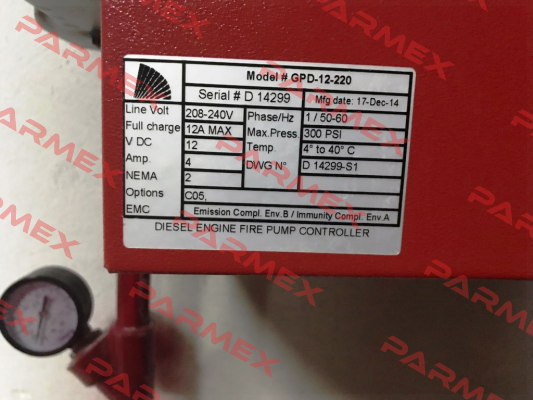 Model # GPD-12-220
Serial # D 14299 Mfg date: 17-Dec-14
Line Volt 208-240V Phase/Hz 1 / 50-60
Full charge 12A MAX Max.Press. 300 PSI
V DC 12 Temp. 4° to 40° C
Amp. 4 DWG N° D 14299-S1
NEMA 2
Options C05,
EMC Emission Compl. Env.B / Immunity Compl. Env.A
DIESEL ENGINE FIRE PUMP CONTROLLER
PARMEX
PARMEX
PARMEX
PARMEX
PARMEX
PARMEX
PARMEX
PARMEX